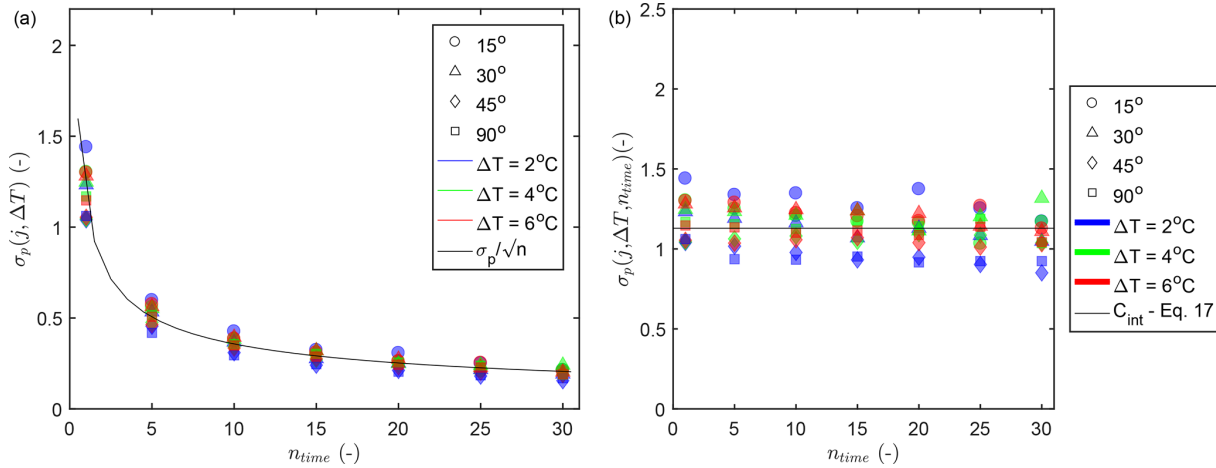 (a)
2
1.5
1
0.5
0
0 5 10 15 20 25 30
σp(j, ΔT) (-)
ntime (-)
15o
30o
45o
90o
ΔT = 2oC
ΔT = 4oC
ΔT = 6oC
σp/√n
(b)
2.5
2
1.5
1
0.5
0
0 5 10 15 20 25 30
σp(j, ΔT, ntime)(-)
ntime (-)
15o
30o
45o
90o
ΔT = 2oC
ΔT = 4oC
ΔT = 6oC
Cint - Eq. 17